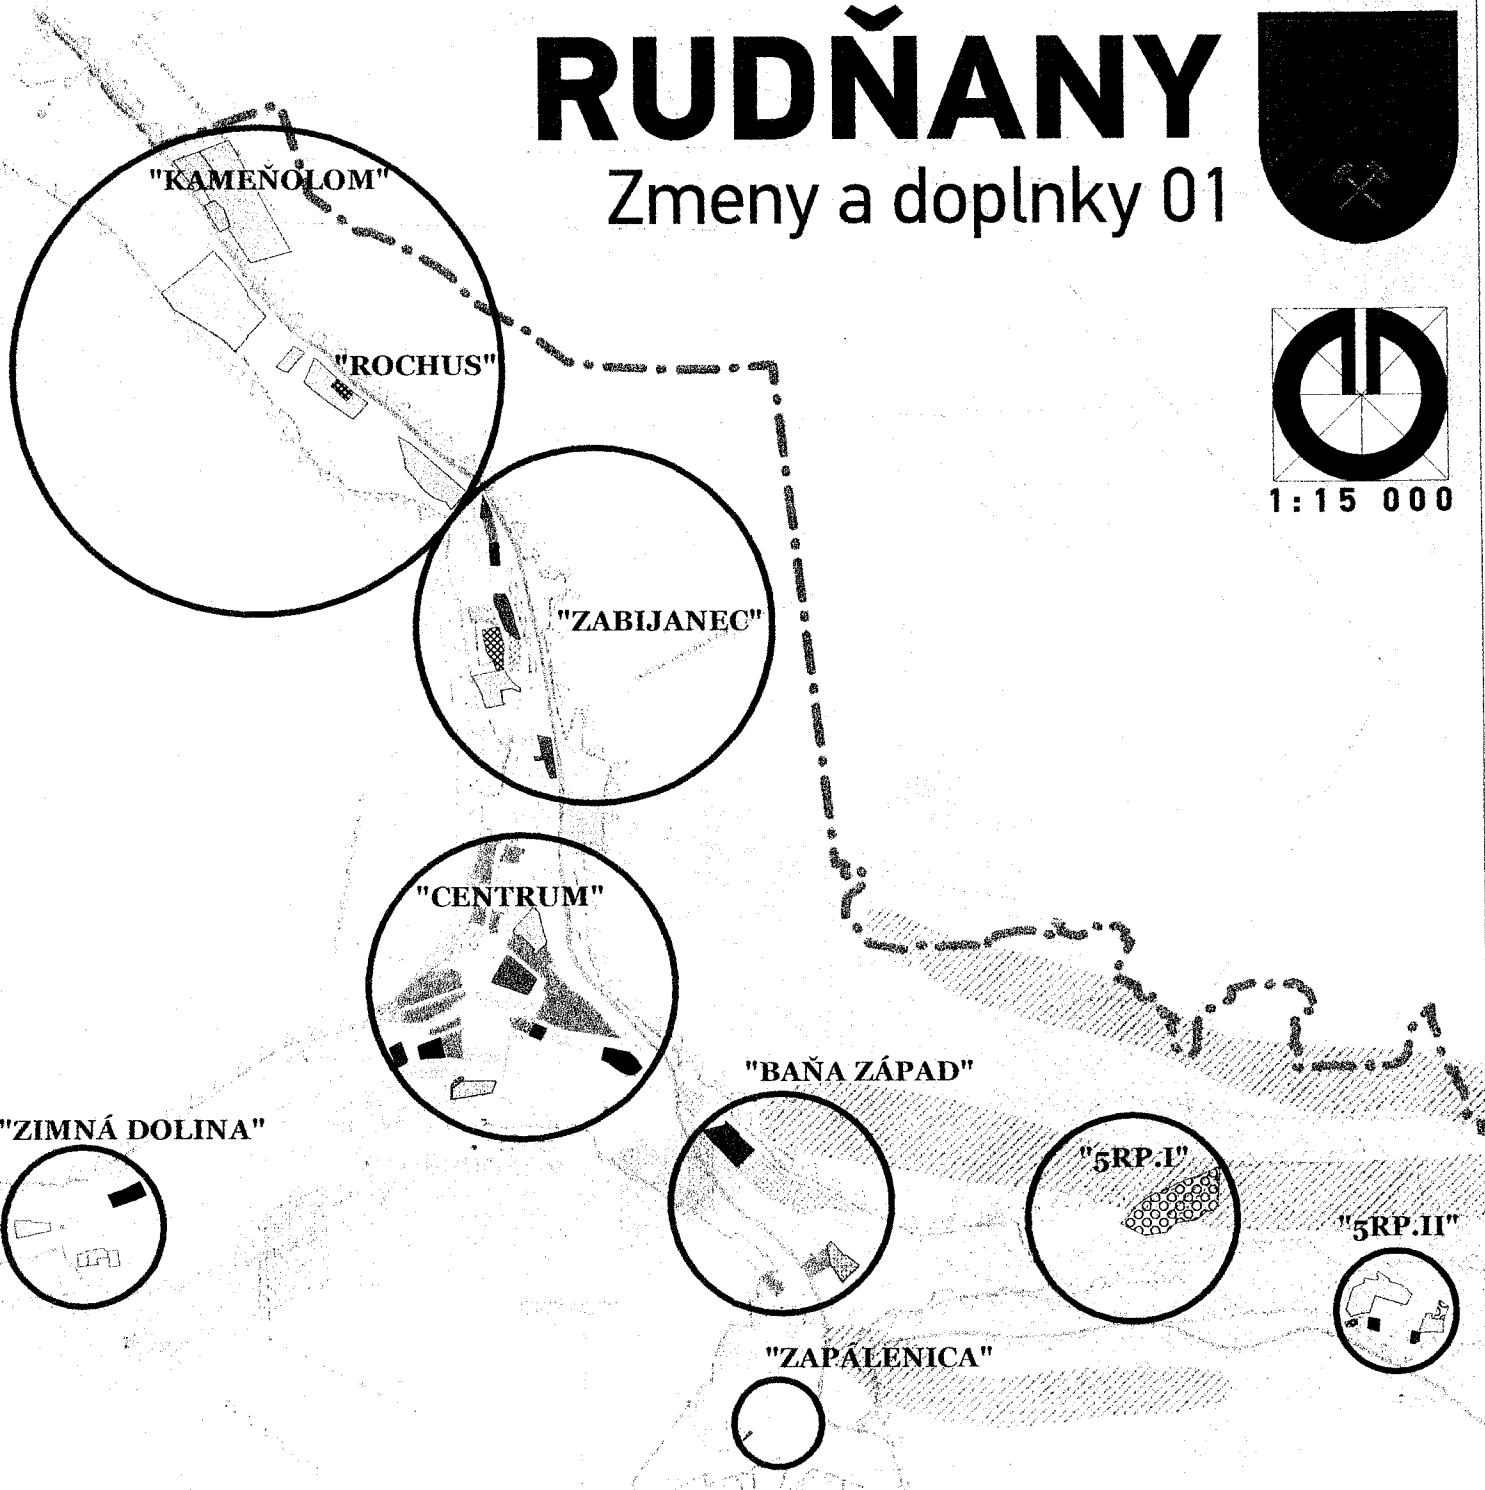 RUDŇANY
Zmeny a doplnky 01
"KAMEŇOLOM"
"ROCHUS"
1:15 000
"ZABIJANEC"
"CENTRUM"
"BAŇA ZÁPAD"
"ZIMNÁ DOLINA"
"5RP.I"
"5RP.II"
"ZAPÁLENICA"